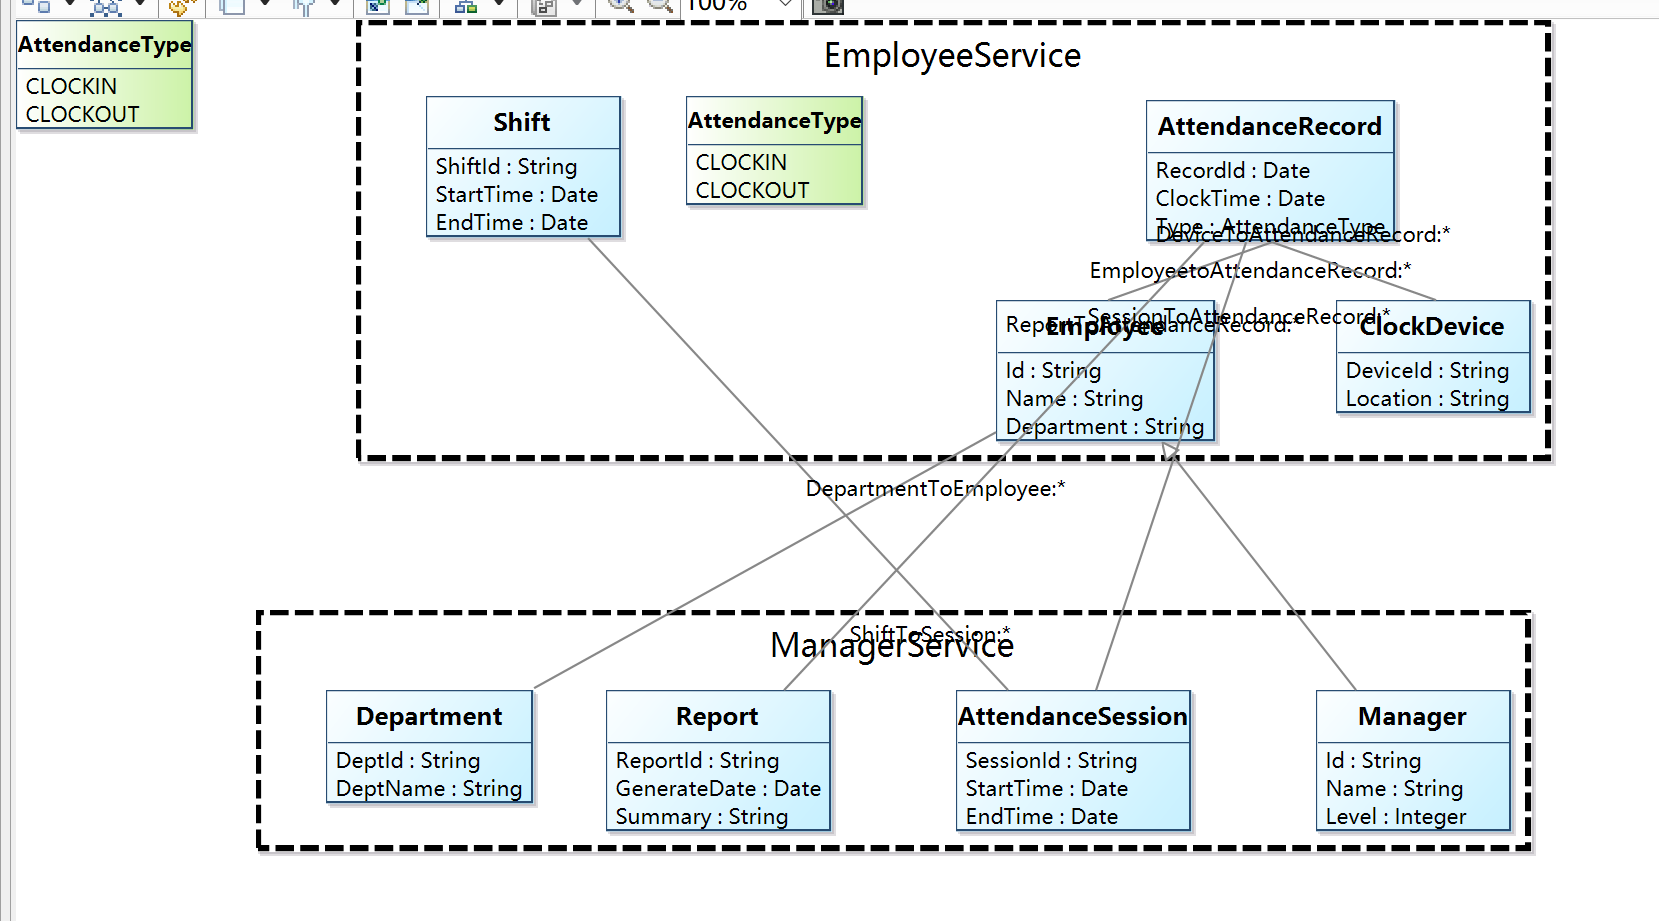 100%
AttendanceType
CLOCKIN
CLOCKOUT
EmployeeService
Shift
ShiftId : String
StartTime : Date
EndTime : Date
AttendanceType
CLOCKIN
CLOCKOUT
AttendanceRecord
RecordId : Date
ClockTime : Date
Type : AttendanceType
DeviceToAttendanceRecord:*
EmployeetoAttendanceRecord:*
SessionToAttendanceRecord:*
ReportToAttendanceRecord:*
Employee
Id : String
Name : String
Department : String
ClockDevice
DeviceId : String
Location : String
DepartmentToEmployee:*
ShiftToSession:*
ManagerService
Department
DeptId : String
DeptName : String
Report
ReportId : String
GenerateDate : Date
Summary : String
AttendanceSession
SessionId : String
StartTime : Date
EndTime : Date
Manager
Id : String
Name : String
Level : Integer